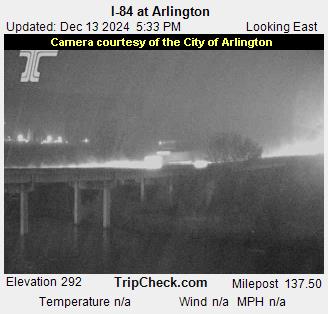 I-84 at Arlington
Updated: Dec 13 2024 5:33 PM Looking East
Camera courtesy of the City of Arlington
Elevation 292 TripCheck.com Milepost 137.50
Temperature n/a Wind n/a MPH n/a